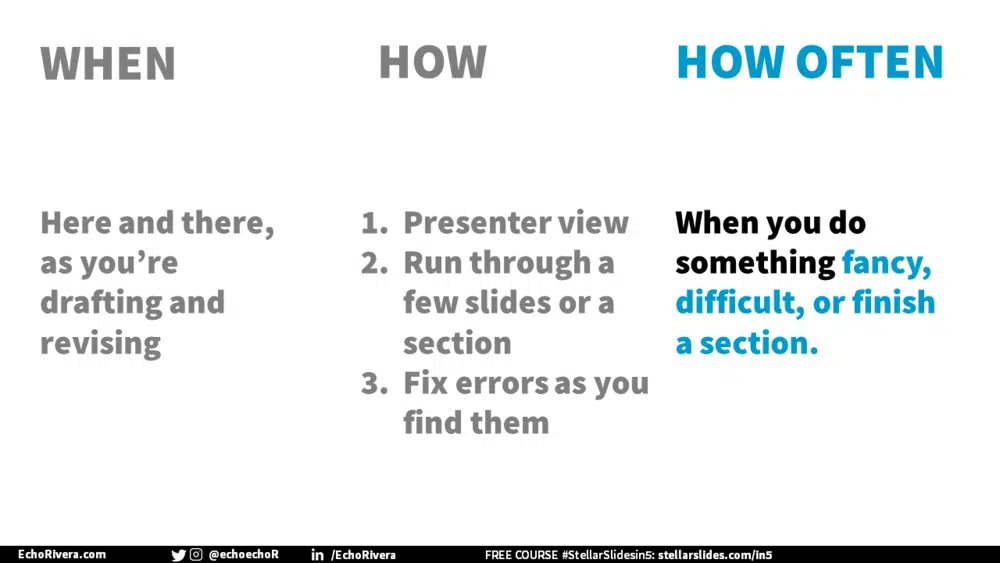 WHEN
Here and there,
as you're
drafting and
revising
HOW
1. Presenter view
2. Run through a
few slides or a
section
3. Fix errors as you
find them
HOW OFTEN
When you do
something fancy,
difficult, or finish
a section.
EchoRivera.com
@echoechoR
in /EchoRivera
FREE COURSE #StellarSlidesin5: stellarslides.com/in5